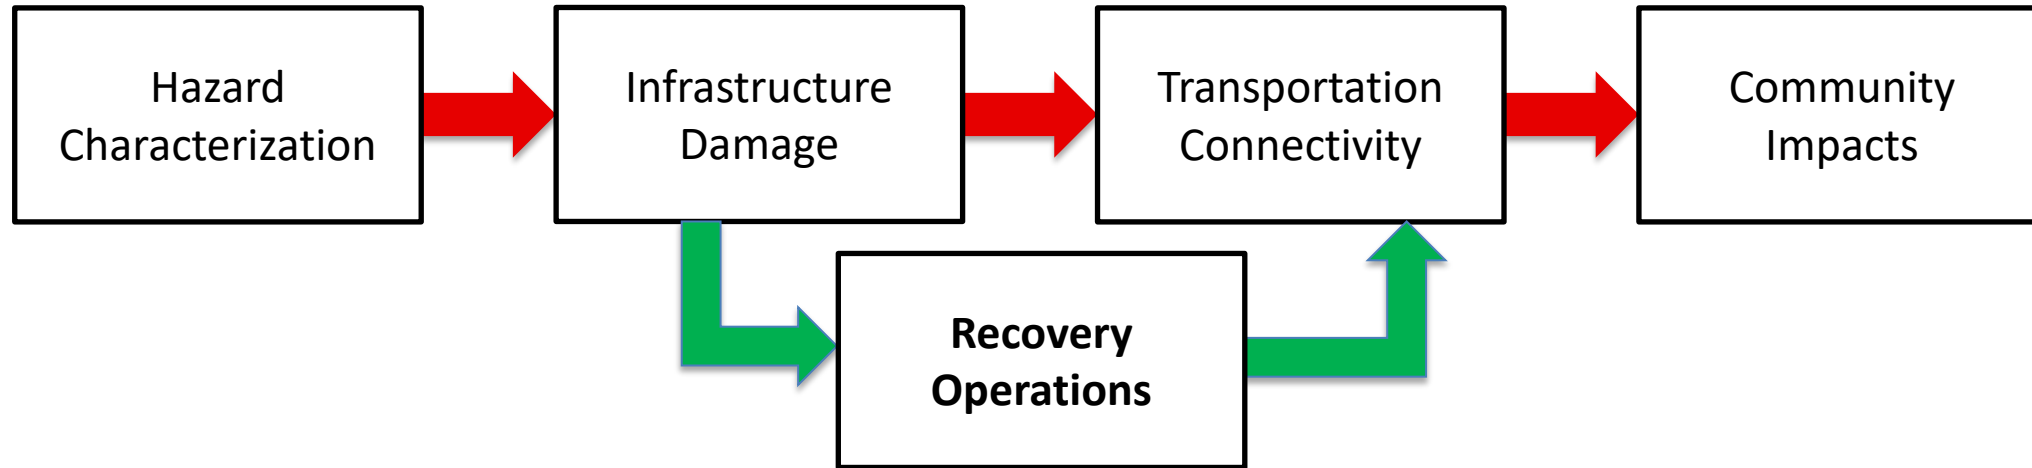 Hazard
Characterization
Infrastructure
Damage
Transportation
Connectivity
Community
Impacts
Recovery
Operations